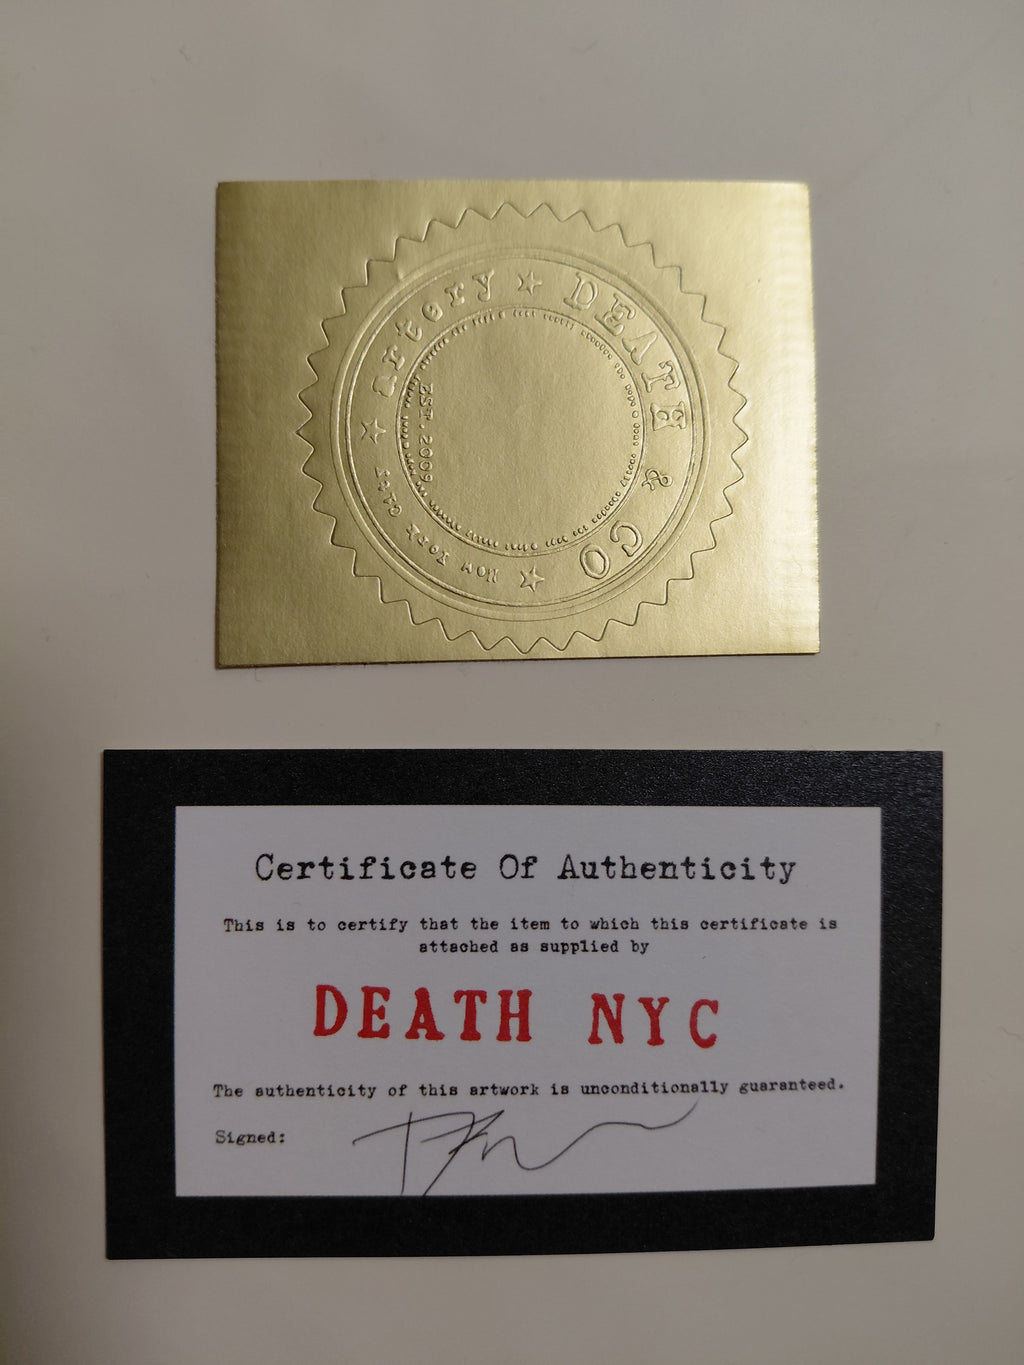 DEATH & CO
artery
New York City
EST. 2009
Certificate Of Authenticity
This is to certify that the item to which this certificate is
attached as supplied by
DEATH NYC
The authenticity of this artwork is unconditionally guaranteed.
Signed: